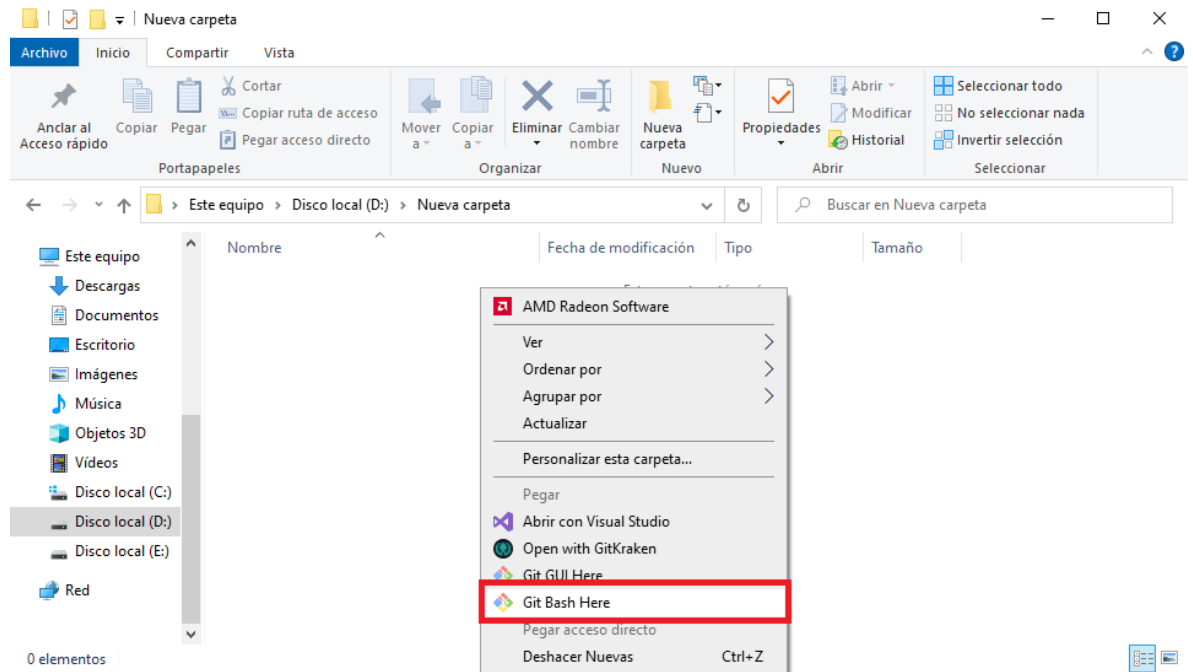 Nueva carpeta
Archivo Inicio Compartir Vista
Anclar al Acceso rápido
Copiar
Pegar
Cortar
Copiar ruta de acceso
Pegar acceso directo
Portapapeles
Mover a
Copiar a
Eliminar
Cambiar nombre
Organizar
Nueva carpeta
Nuevo
Propiedades
Abrir
Modificar
Historial
Abrir
Seleccionar todo
No seleccionar nada
Invertir selección
Seleccionar
Este equipo > Disco local (D:) > Nueva carpeta
Buscar en Nueva carpeta
Nombre Fecha de modificación Tipo Tamaño
Este equipo
Descargas
Documentos
Escritorio
Imágenes
Música
Objetos 3D
Vídeos
Disco local (C:)
Disco local (D:)
Disco local (E:)
Red
AMD Radeon Software
Ver
Ordenar por
Agrupar por
Actualizar
Personalizar esta carpeta...
Pegar
Abrir con Visual Studio
Open with GitKraken
Git GUI Here
Git Bash Here
Pegar acceso directo
Deshacer Nuevas Ctrl+Z
0 elementos